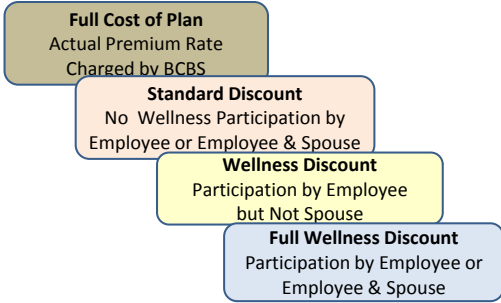 Full Cost of Plan
Actual Premium Rate
Charged by BCBS
Standard Discount
No Wellness Participation by
Employee or Employee & Spouse
Wellness Discount
Participation by Employee
but Not Spouse
Full Wellness Discount
Participation by Employee or
Employee & Spouse